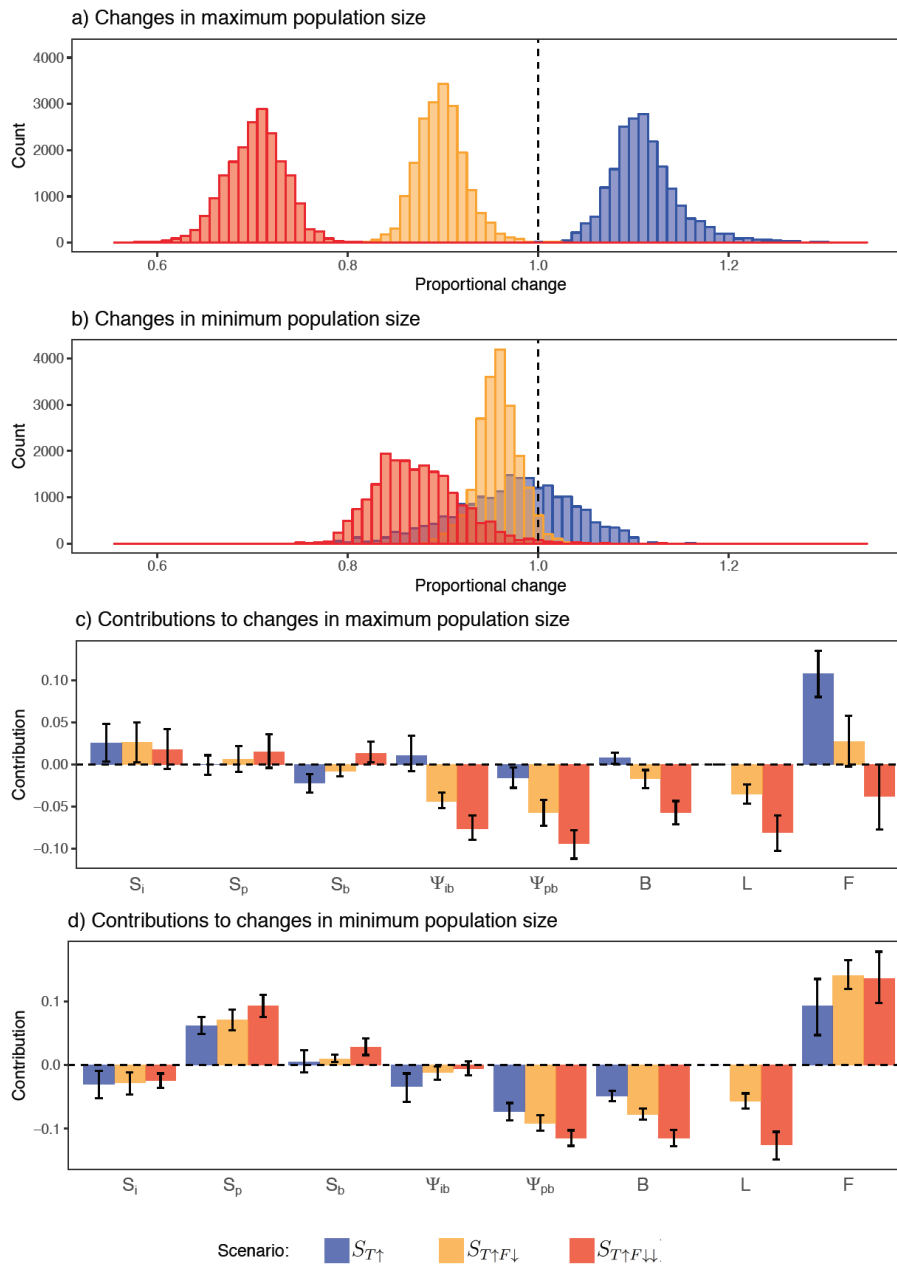 a) Changes in maximum population size
4000
3000
2000
1000
0
Count
0.6 0.8 1.0 1.2
Proportional change
b) Changes in minimum population size
4000
3000
2000
1000
0
Count
0.6 0.8 1.0 1.2
Proportional change
c) Contributions to changes in maximum population size
0.10
0.05
0.00
−0.05
−0.10
Contribution
Si Sp Sb Ψib Ψpb B L F
d) Contributions to changes in minimum population size
0.1
0.0
−0.1
Contribution
Si Sp Sb Ψib Ψpb B L F
Scenario: ST↑ ST↑F↓ ST↑F↓↓